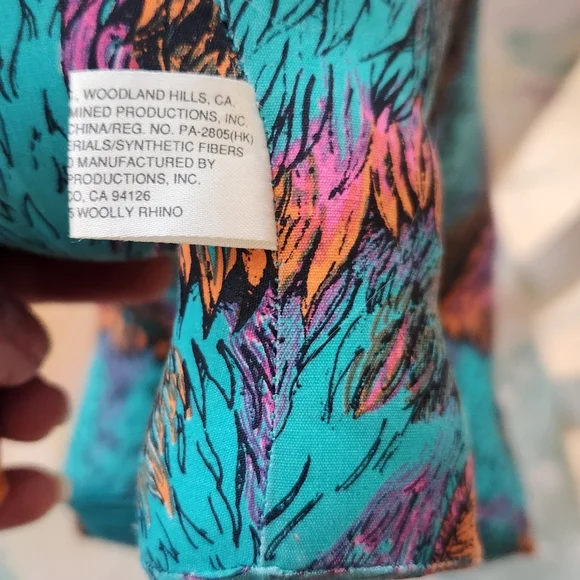 , WOODLAND HILLS, CA.
MINED PRODUCTIONS, INC.
CHINA/REG. NO. PA-2805(HK)
ERIALS/SYNTHETIC FIBERS
D MANUFACTURED BY
PRODUCTIONS, INC.
CO, CA 94126
WOOLLY RHINO